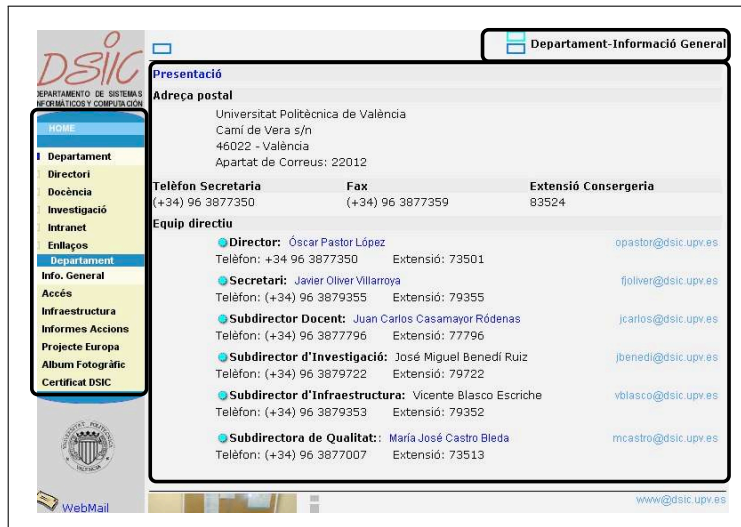 DSIIC
DEPARTAMENTO DE SISTEMAS
INFORMÁTICOS Y COMPUTACIÓN
HOME
Departament
Directori
Docència
Investigació
Intranet
Enllaços
Departament
Info. General
Accés
Infraestructura
Informes Accions
Projecte Europa
Album Fotogràfic
Certificat DSIC
WebMail
Departament-Informació General
Presentació
Adreça postal
Universitat Politècnica de València
Camí de Vera s/n
46022 - València
Apartat de Correus: 22012
Telèfon Secretaria Fax Extensió Consergeria
(+34) 96 3877350 (+34) 96 3877359 83524
Equip directiu
Director: Óscar Pastor López opastor@dsic.upv.es
Telèfon: +34 96 3877350 Extensió: 73501
Secretari: Javier Oliver Villarroya fjoliver@dsic.upv.es
Telèfon: (+34) 96 3879355 Extensió: 79355
Subdirector Docent: Juan Carlos Casamayor Ródenas jcarlos@dsic.upv.es
Telèfon: (+34) 96 3877796 Extensió: 77796
Subdirector d'Investigació: José Miguel Benedí Ruiz jbenedi@dsic.upv.es
Telèfon: (+34) 96 3879722 Extensió: 79722
Subdirector d'Infraestructura: Vicente Blasco Escriche vblasco@dsic.upv.es
Telèfon: (+34) 96 3879353 Extensió: 79352
Subdirectora de Qualitat:: María José Castro Bleda mcastro@dsic.upv.es
Telèfon: (+34) 96 3877007 Extensió: 73513
www@dsic.upv.es